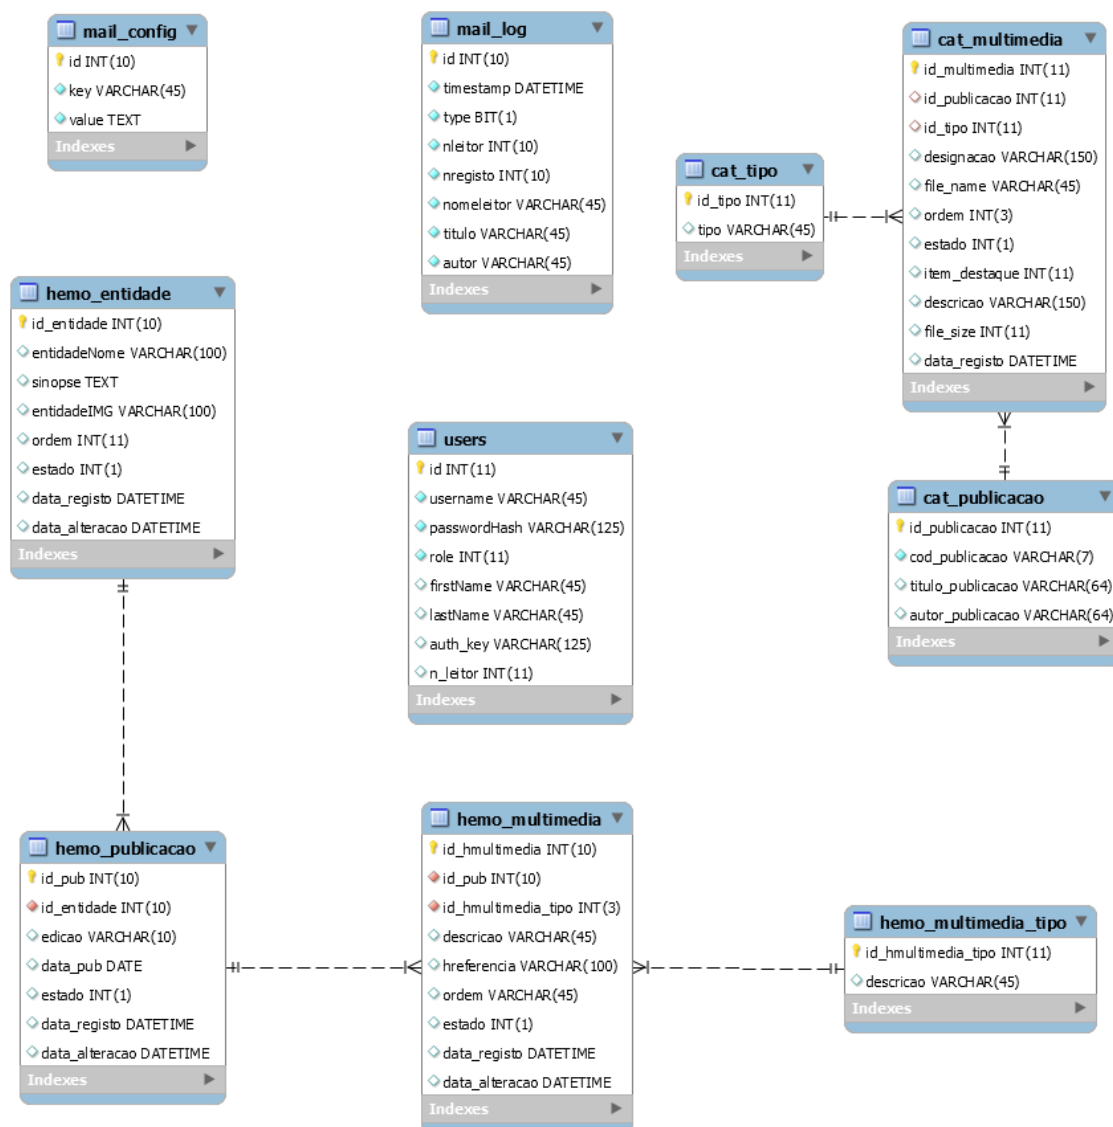 mail_config
id INT(10)
key VARCHAR(45)
value TEXT
Indexes
mail_log
id INT(10)
timestamp DATETIME
type BIT(1)
nleitor INT(10)
nregisto INT(10)
nomeleitor VARCHAR(45)
titulo VARCHAR(45)
autor VARCHAR(45)
Indexes
cat_multimedia
id_multimedia INT(11)
id_publicacao INT(11)
id_tipo INT(11)
designacao VARCHAR(150)
file_name VARCHAR(45)
ordem INT(3)
estado INT(1)
item_destaque INT(11)
descricao VARCHAR(150)
file_size INT(11)
data_registo DATETIME
Indexes
cat_tipo
id_tipo INT(11)
tipo VARCHAR(45)
Indexes
hemo_entidade
id_entidade INT(10)
entidadeNome VARCHAR(100)
sinopse TEXT
entidadeIMG VARCHAR(100)
ordem INT(11)
estado INT(1)
data_registo DATETIME
data_alteracao DATETIME
Indexes
users
id INT(11)
username VARCHAR(45)
passwordHash VARCHAR(125)
role INT(11)
firstName VARCHAR(45)
lastName VARCHAR(45)
auth_key VARCHAR(125)
n_leitor INT(11)
Indexes
cat_publicacao
id_publicacao INT(11)
cod_publicacao VARCHAR(7)
titulo_publicacao VARCHAR(64)
autor_publicacao VARCHAR(64)
Indexes
hemo_publicacao
id_pub INT(10)
id_entidade INT(10)
edicao VARCHAR(10)
data_pub DATE
estado INT(1)
data_registo DATETIME
data_alteracao DATETIME
Indexes
hemo_multimedia
id_hmultimedia INT(10)
id_pub INT(10)
id_hmultimedia_tipo INT(3)
descricao VARCHAR(45)
hreferencia VARCHAR(100)
ordem VARCHAR(45)
estado INT(1)
data_registo DATETIME
data_alteracao DATETIME
Indexes
hemo_multimedia_tipo
id_hmultimedia_tipo INT(11)
descricao VARCHAR(45)
Indexes